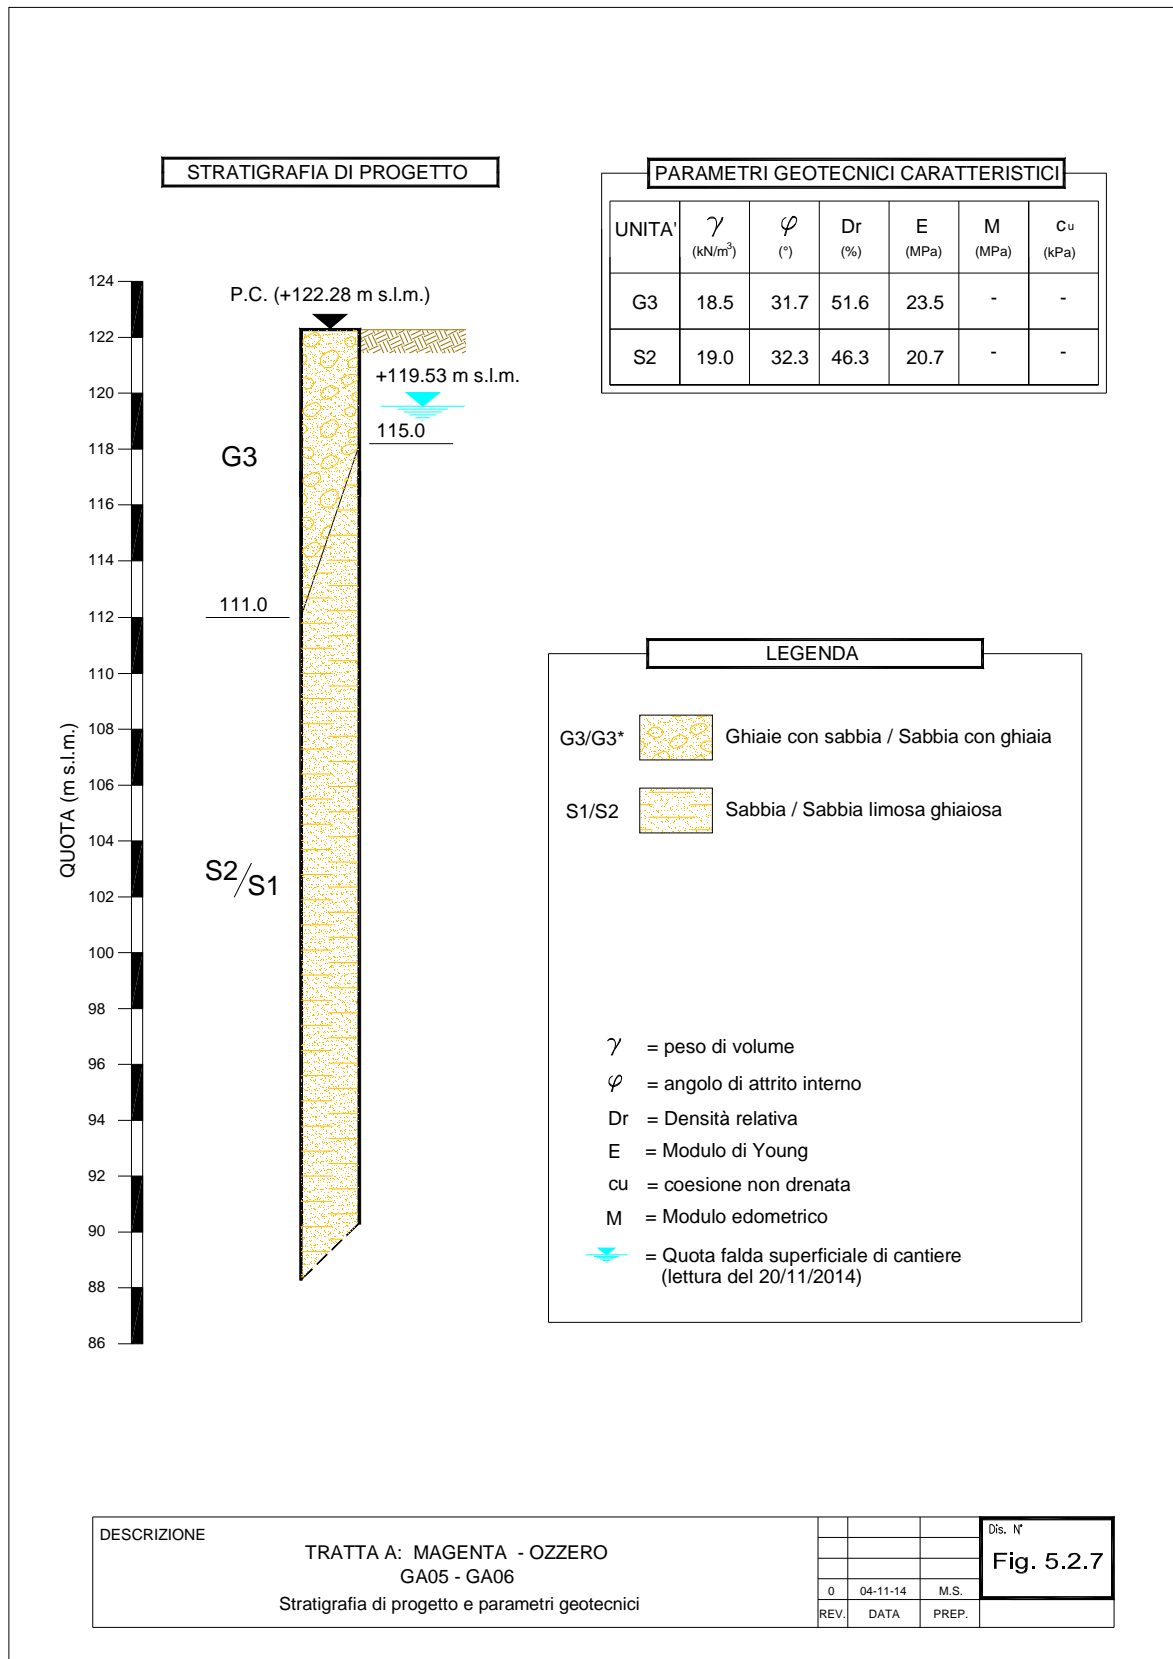 STRATIGRAFIA DI PROGETTO
PARAMETRI GEOTECNICI CARATTERISTICI
UNITA' γ φ Dr E M cu
(kN/m³) (°) (%) (MPa) (MPa) (kPa)
G3 18.5 31.7 51.6 23.5 - -
S2 19.0 32.3 46.3 20.7 - -
P.C. (+122.28 m s.l.m.)
+119.53 m s.l.m.
115.0
G3
111.0
S2/S1
QUOTA (m s.l.m.)
124
122
120
118
116
114
112
110
108
106
104
102
100
98
96
94
92
90
88
86
LEGENDA
G3/G3* Ghiaie con sabbia / Sabbia con ghiaia
S1/S2 Sabbia / Sabbia limosa ghiaiosa
γ = peso di volume
φ = angolo di attrito interno
Dr = Densità relativa
E = Modulo di Young
cu = coesione non drenata
M = Modulo edometrico
= Quota falda superficiale di cantiere
(lettura del 20/11/2014)
DESCRIZIONE
TRATTA A: MAGENTA - OZZERO
GA05 - GA06
Stratigrafia di progetto e parametri geotecnici
0 04-11-14 M.S.
REV. DATA PREP.
Dis. N°
Fig. 5.2.7